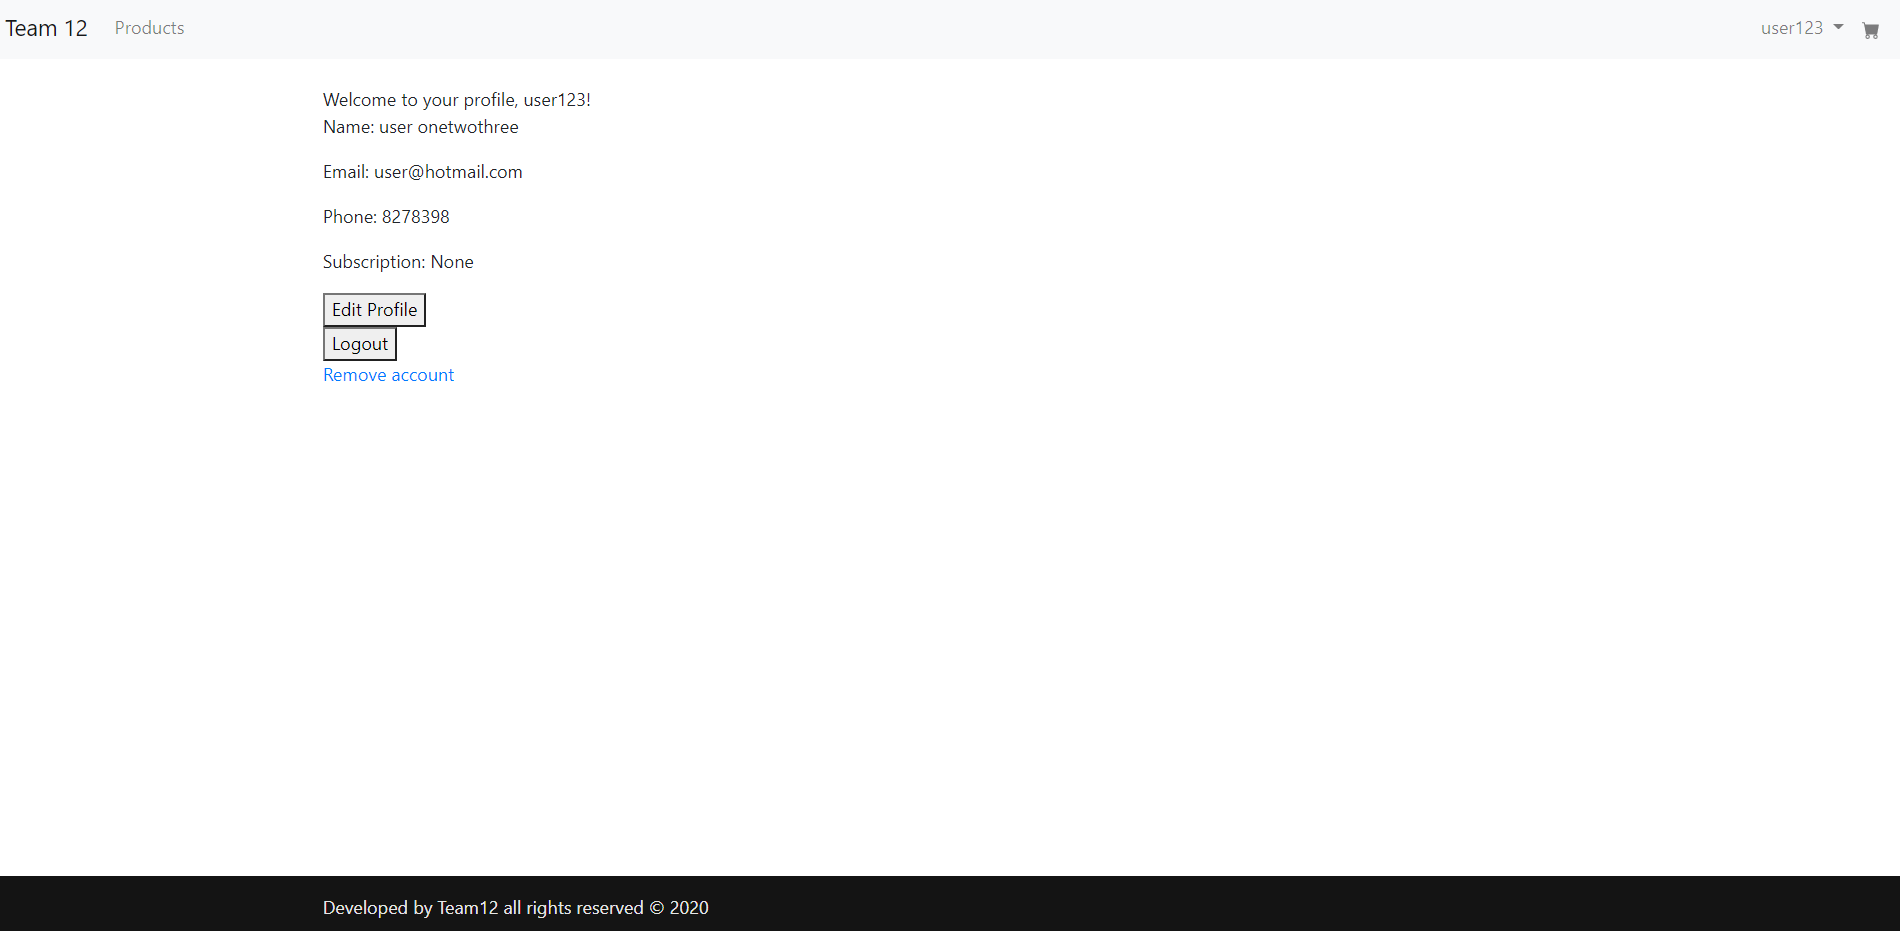 Team 12 Products user123
Welcome to your profile, user123!
Name: user onetwothree
Email: user@hotmail.com
Phone: 8278398
Subscription: None
Edit Profile
Logout
Remove account
Developed by Team12 all rights reserved © 2020